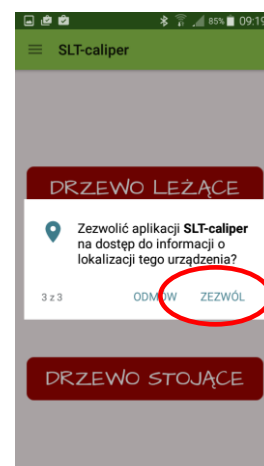 85% 09:19
SLT-caliper
DRZEWO LEŻĄCE
Zezwolić aplikacji SLT-caliper
na dostęp do informacji o
lokalizacji tego urządzenia?
3 z 3 ODMÓW ZEZWÓL
DRZEWO STOJĄCE